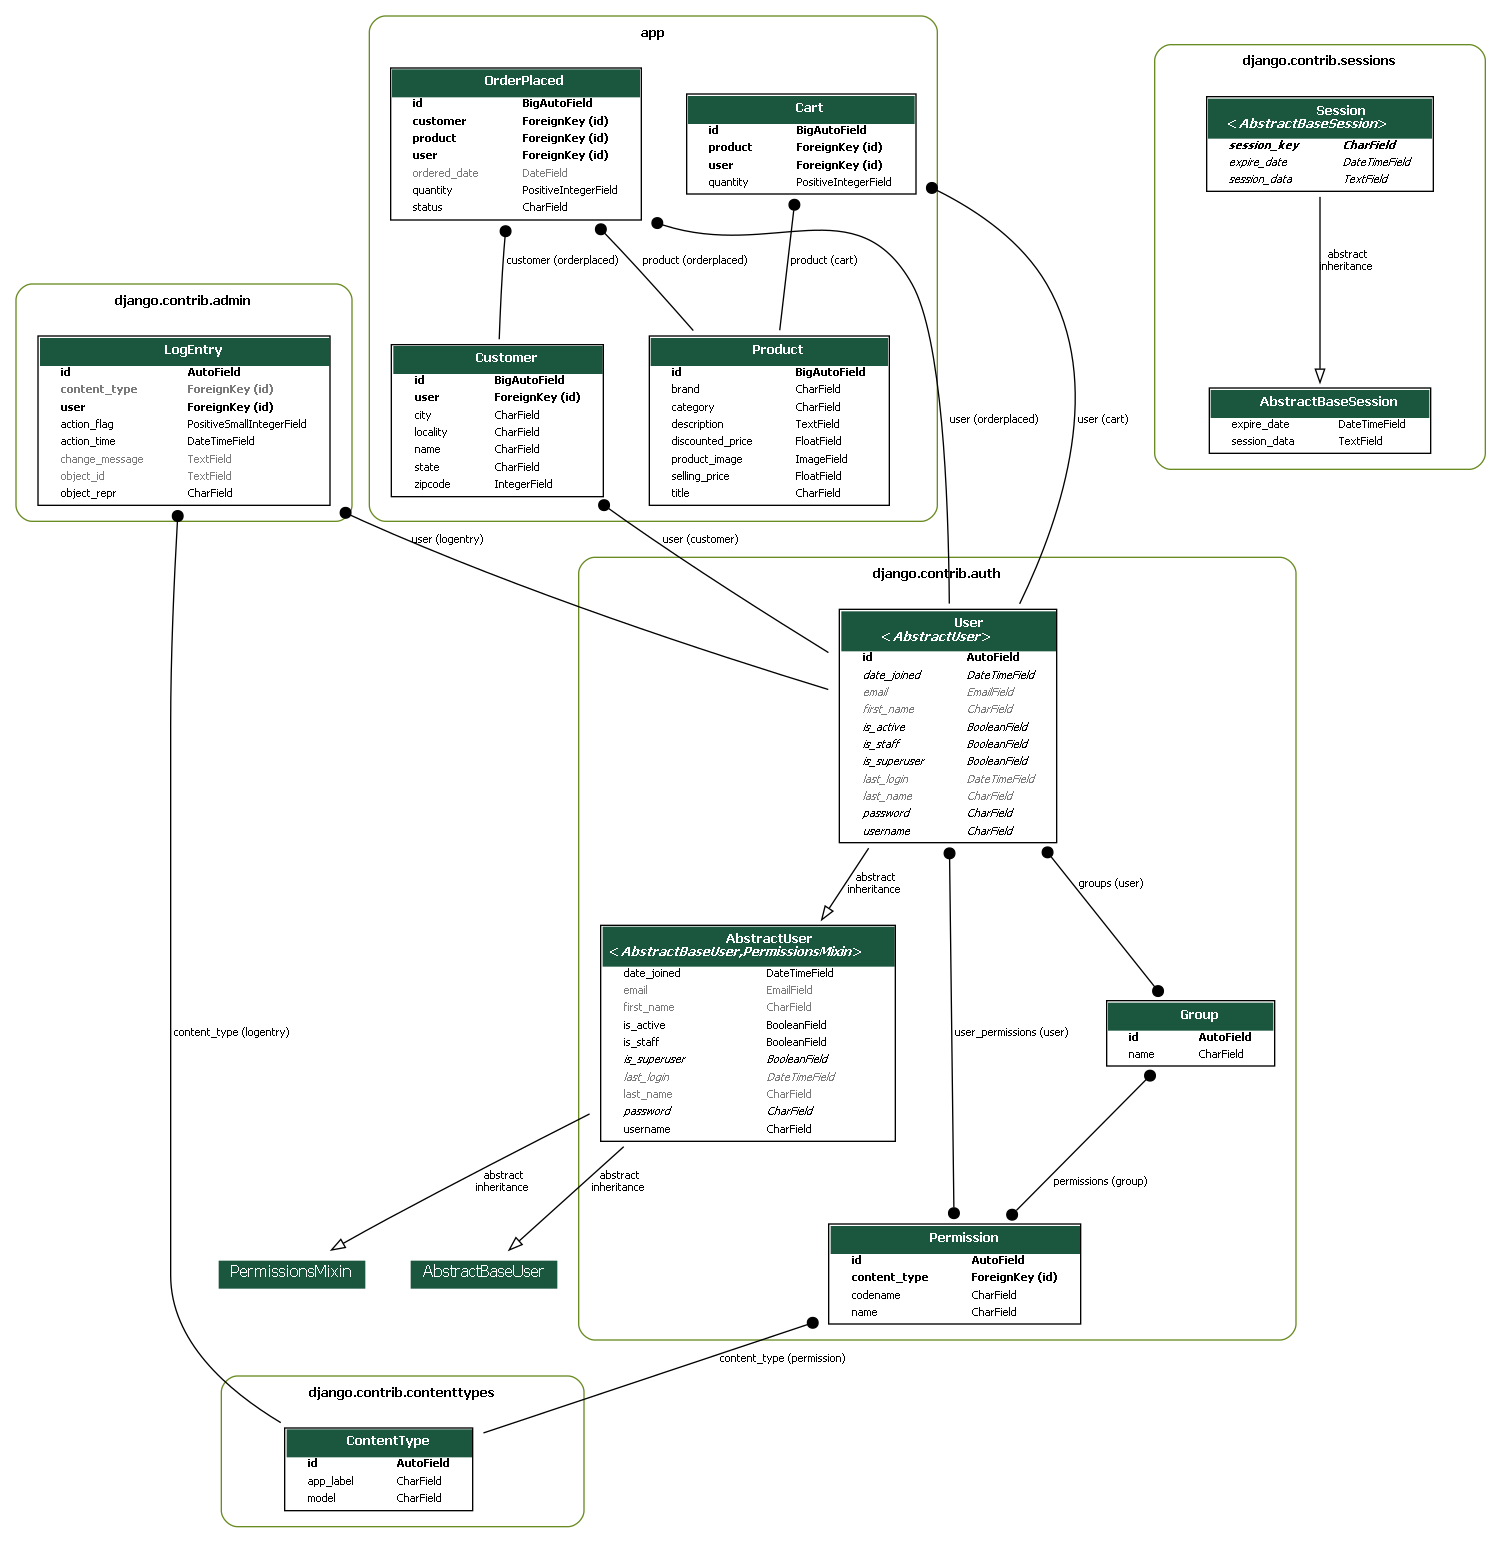 app
OrderPlaced
id BigAutoField
customer ForeignKey (id)
product ForeignKey (id)
user ForeignKey (id)
ordered_date DateField
quantity PositiveIntegerField
status CharField
Cart
id BigAutoField
product ForeignKey (id)
user ForeignKey (id)
quantity PositiveIntegerField
customer (orderplaced)
product (orderplaced)
product (cart)
Customer
id BigAutoField
user ForeignKey (id)
city CharField
locality CharField
name CharField
state CharField
zipcode IntegerField
Product
id BigAutoField
brand CharField
category CharField
description TextField
discounted_price FloatField
product_image ImageField
selling_price FloatField
title CharField
django.contrib.sessions
Session
<AbstractBaseSession>
session_key CharField
expire_date DateTimeField
session_data TextField
abstract
inheritance
AbstractBaseSession
expire_date DateTimeField
session_data TextField
django.contrib.admin
LogEntry
id AutoField
content_type ForeignKey (id)
user ForeignKey (id)
action_flag PositiveSmallIntegerField
action_time DateTimeField
change_message TextField
object_id TextField
object_repr CharField
user (orderplaced)
user (cart)
user (logentry)
user (customer)
django.contrib.auth
User
<AbstractUser>
id AutoField
date_joined DateTimeField
email EmailField
first_name CharField
is_active BooleanField
is_staff BooleanField
is_superuser BooleanField
last_login DateTimeField
last_name CharField
password CharField
username CharField
abstract
inheritance
groups (user)
AbstractUser
<AbstractBaseUser,PermissionsMixin>
date_joined DateTimeField
email EmailField
first_name CharField
is_active BooleanField
is_staff BooleanField
is_superuser BooleanField
last_login DateTimeField
last_name CharField
password CharField
username CharField
content_type (logentry)
user_permissions (user)
Group
id AutoField
name CharField
abstract
inheritance
abstract
inheritance
permissions (group)
PermissionsMixin
AbstractBaseUser
Permission
id AutoField
content_type ForeignKey (id)
codename CharField
name CharField
content_type (permission)
django.contrib.contenttypes
ContentType
id AutoField
app_label CharField
model CharField